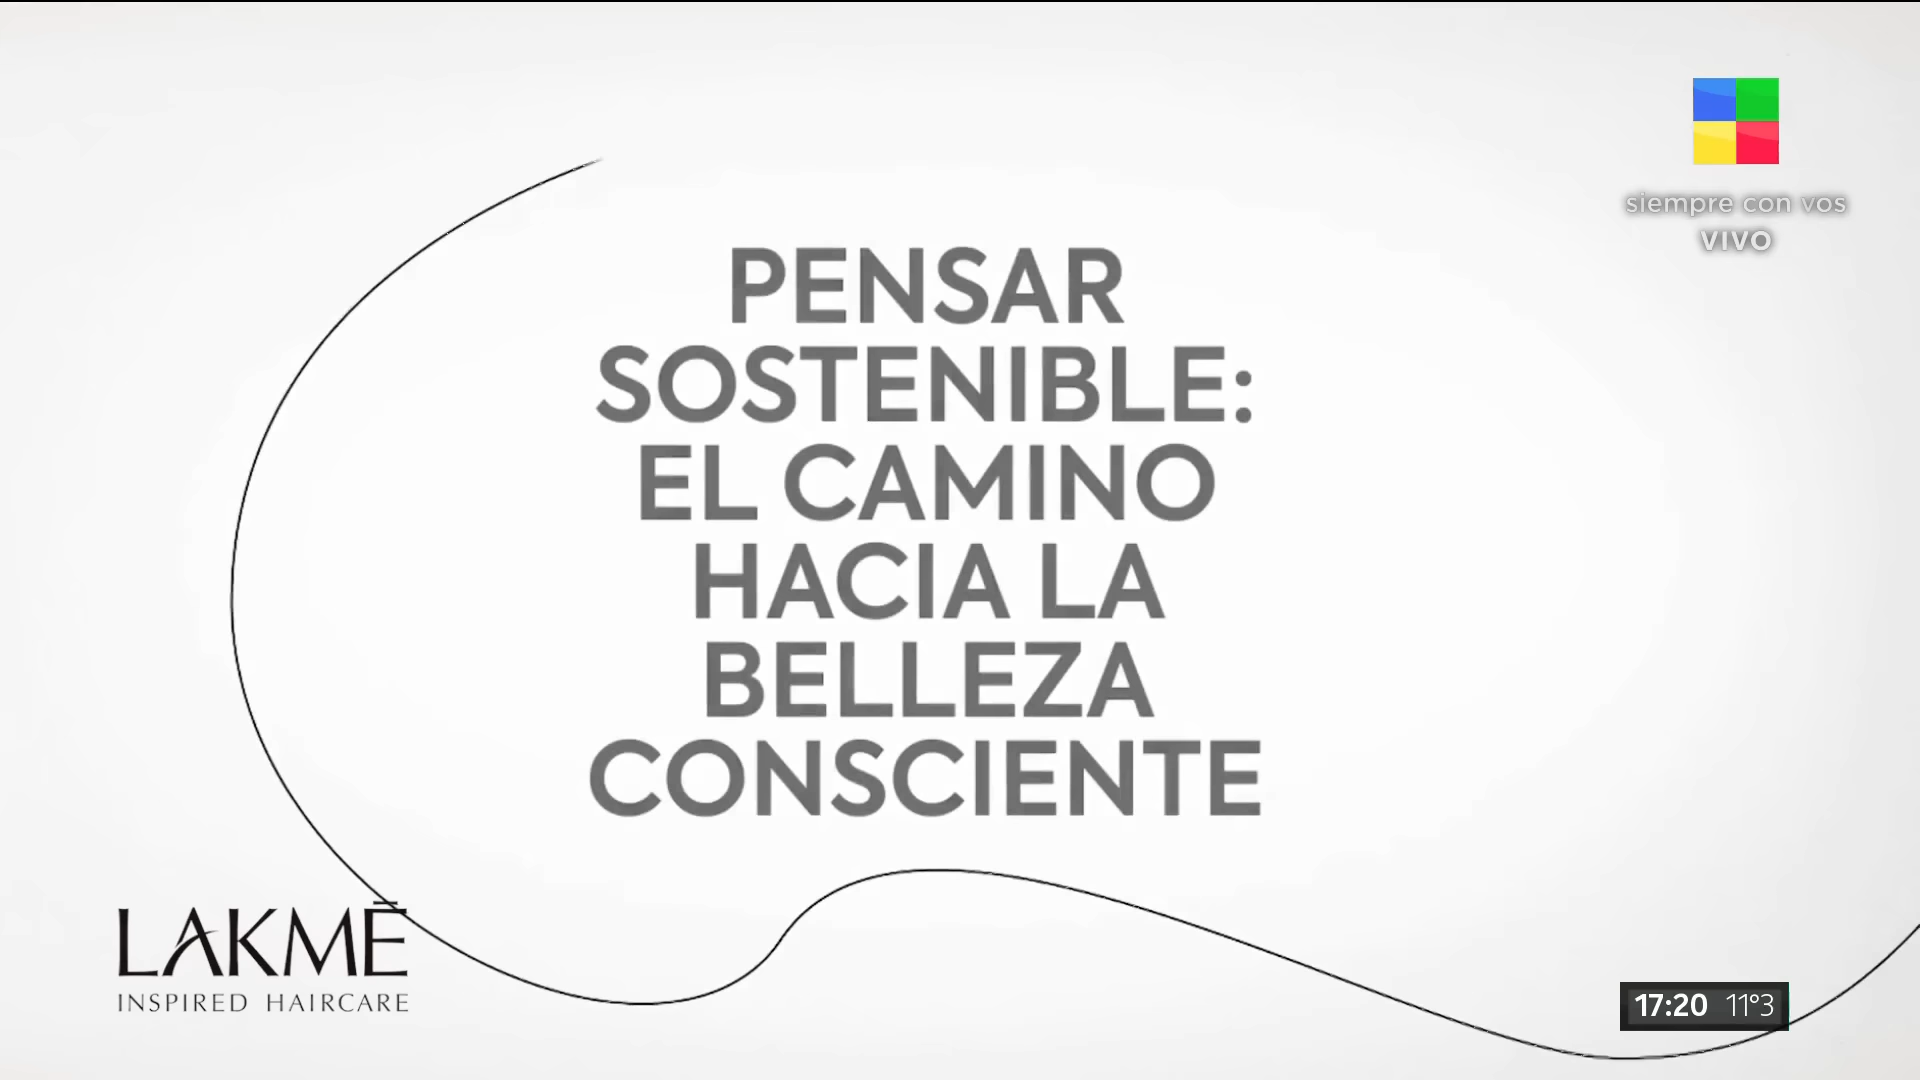 siempre con vos
VIVO
PENSAR
SOSTENIBLE:
EL CAMINO
HACIA LA
BELLEZA
CONSCIENTE
LAKMĒ
INSPIRED HAIRCARE
17:20 11°3